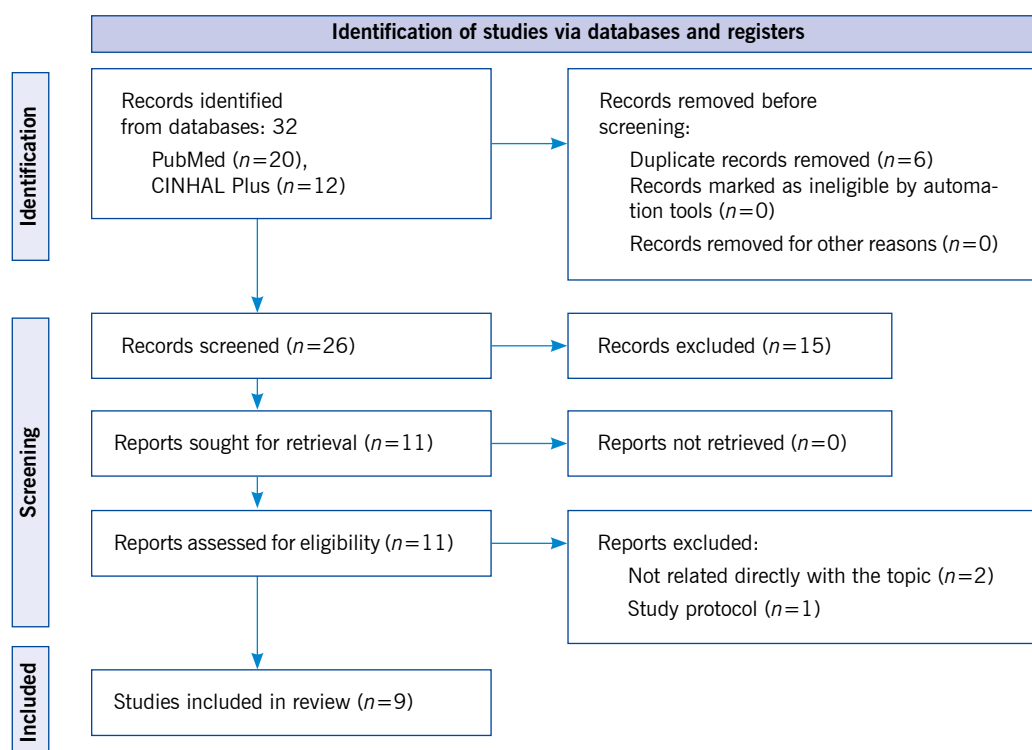 Identification of studies via databases and registers
Identification
Records identified
from databases: 32
PubMed (n=20),
CINHAL Plus (n=12)
Records removed before
screening:
Duplicate records removed (n=6)
Records marked as ineligible by automa-
tion tools (n=0)
Records removed for other reasons (n=0)
Screening
Records screened (n=26)
Records excluded (n=15)
Reports sought for retrieval (n=11)
Reports not retrieved (n=0)
Reports assessed for eligibility (n=11)
Reports excluded:
Not related directly with the topic (n=2)
Study protocol (n=1)
Included
Studies included in review (n=9)